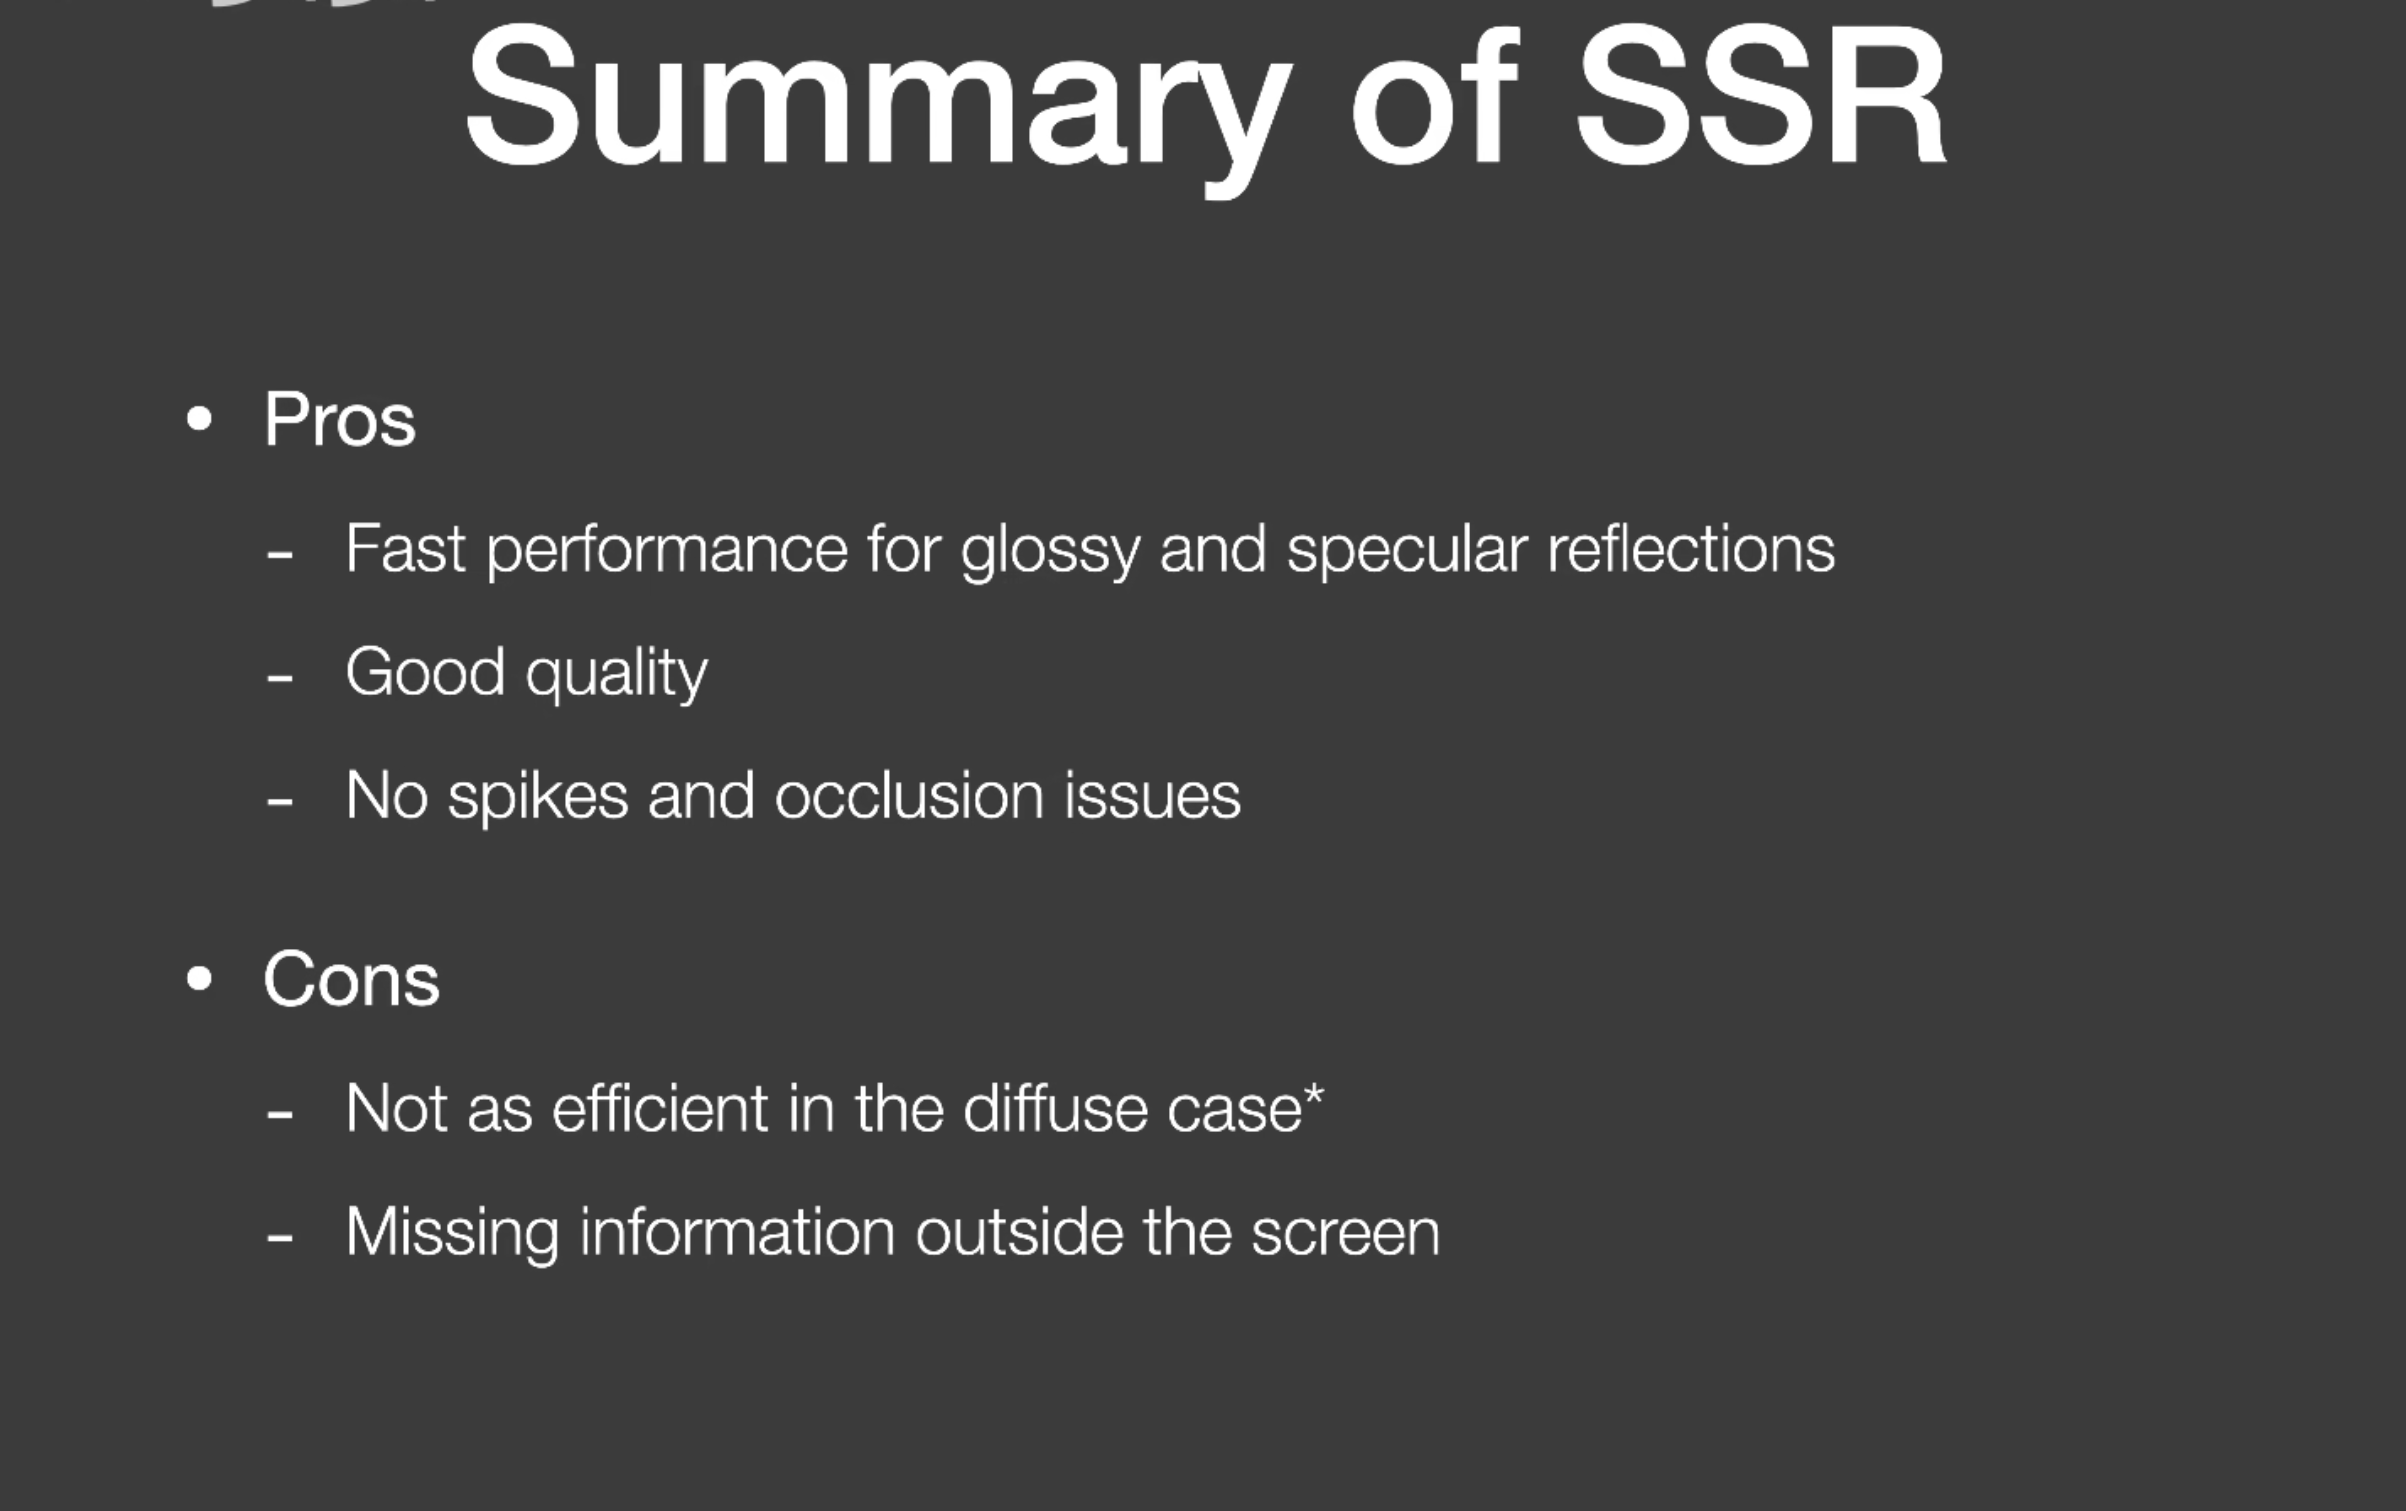 Summary of SSR
• Pros
- Fast performance for glossy and specular reflections
- Good quality
- No spikes and occlusion issues
• Cons
- Not as efficient in the diffuse case*
- Missing information outside the screen